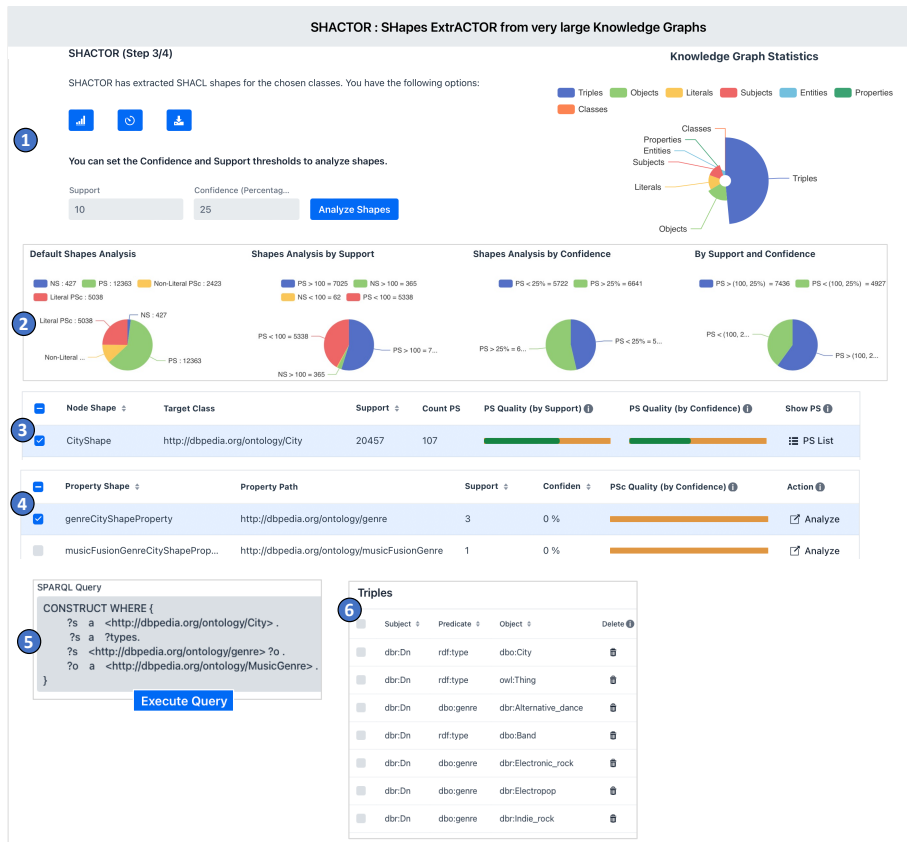 SHACTOR : SHapes ExtrACTOR from very large Knowledge Graphs
SHACTOR (Step 3/4)
SHACTOR has extracted SHACL shapes for the chosen classes. You have the following options:
1
You can set the Confidence and Support thresholds to analyze shapes.
Support
Confidence (Percentag...
10
25
Analyze Shapes
Knowledge Graph Statistics
Triples Objects Literals Subjects Entities Properties
Classes
Classes
Properties
Entities
Subjects
Triples
Literals
Objects
2
Default Shapes Analysis
NS : 427 PS : 12363 Non-Literal PSc : 2423
Literal PSc : 5038
Literal PSc : 5038
NS : 427
Non-Literal ...
PS : 12363
Shapes Analysis by Support
PS > 100 = 7025 NS > 100 = 365
NS < 100 = 62 PS < 100 = 5338
PS < 100 = 5338
PS > 100 = 7...
NS > 100 = 365
Shapes Analysis by Confidence
PS < 25% = 5722 PS > 25% = 6641
PS > 25% = 6...
PS < 25% = 5...
By Support and Confidence
PS > (100, 25%) = 7436 PS < (100, 25%) = 4927
PS < (100, 2...
PS > (100, 2...
3
Node Shape Target Class Support Count PS PS Quality (by Support) PS Quality (by Confidence) Show PS
CityShape http://dbpedia.org/ontology/City 20457 107 PS List
4
Property Shape Property Path Support Confiden PSc Quality (by Confidence) Action
genreCityShapeProperty http://dbpedia.org/ontology/genre 3 0 % Analyze
musicFusionGenreCityShapeProp... http://dbpedia.org/ontology/musicFusionGenre 1 0 % Analyze
5
SPARQL Query
CONSTRUCT WHERE {
?s a <http://dbpedia.org/ontology/City> .
?s a ?types.
?s <http://dbpedia.org/ontology/genre> ?o .
?o a <http://dbpedia.org/ontology/MusicGenre> .
}
Execute Query
6
Triples
Subject Predicate Object Delete
dbr:Dn rdf:type dbo:City
dbr:Dn rdf:type owl:Thing
dbr:Dn dbo:genre dbr:Alternative_dance
dbr:Dn rdf:type dbo:Band
dbr:Dn dbo:genre dbr:Electronic_rock
dbr:Dn dbo:genre dbr:Electropop
dbr:Dn dbo:genre dbr:Indie_rock